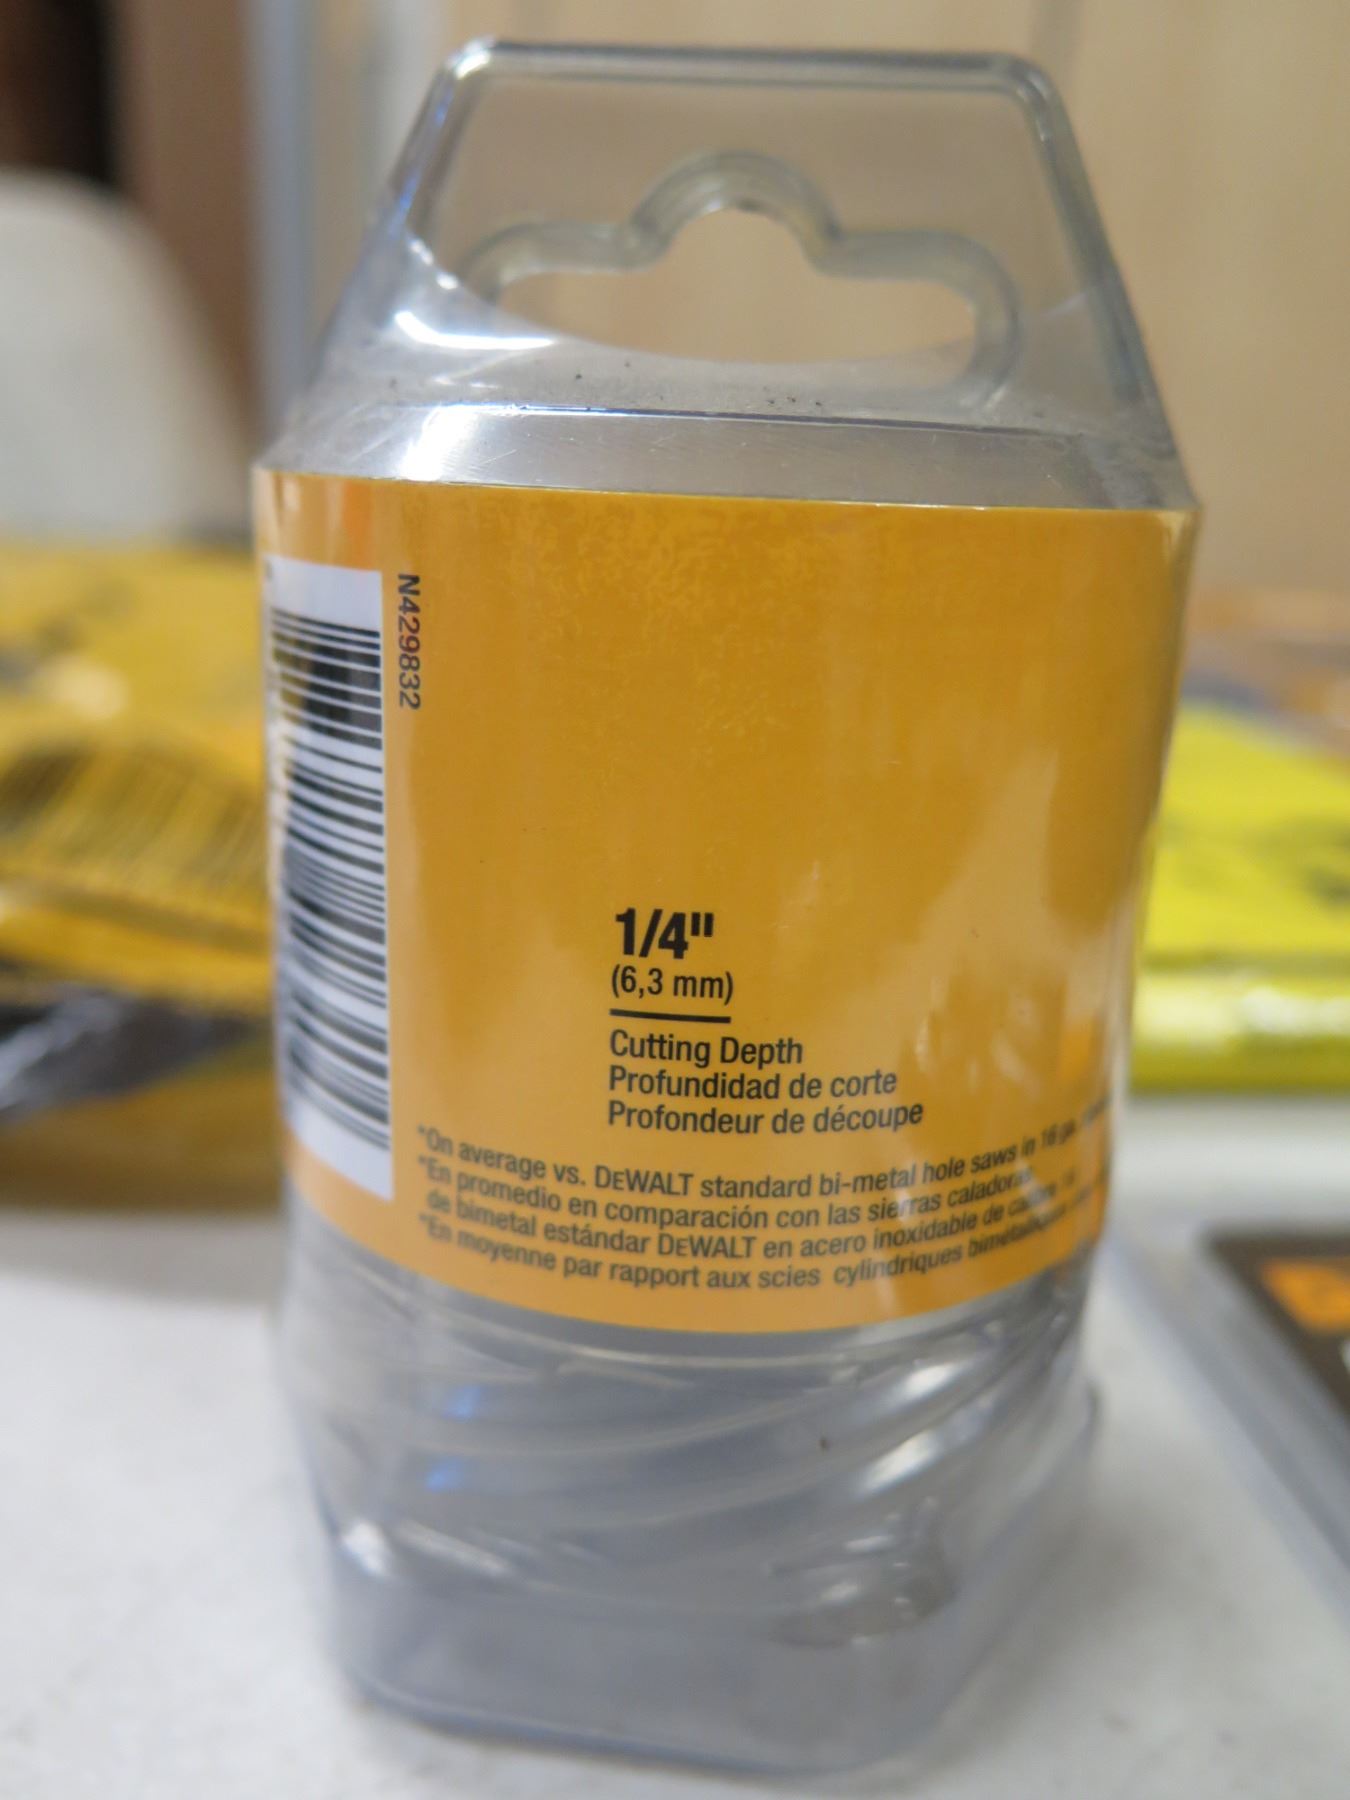 N429832
1/4"
(6,3 mm)
Cutting Depth
Profundidad de corte
Profondeur de découpe
*On average vs. DEWALT standard bi-metal hole saws in 16 ga.
*En promedio en comparación con las sierras caladoras
de bimetal estándar DEWALT en acero inoxidable de
*En moyenne par rapport aux scies cylindriques